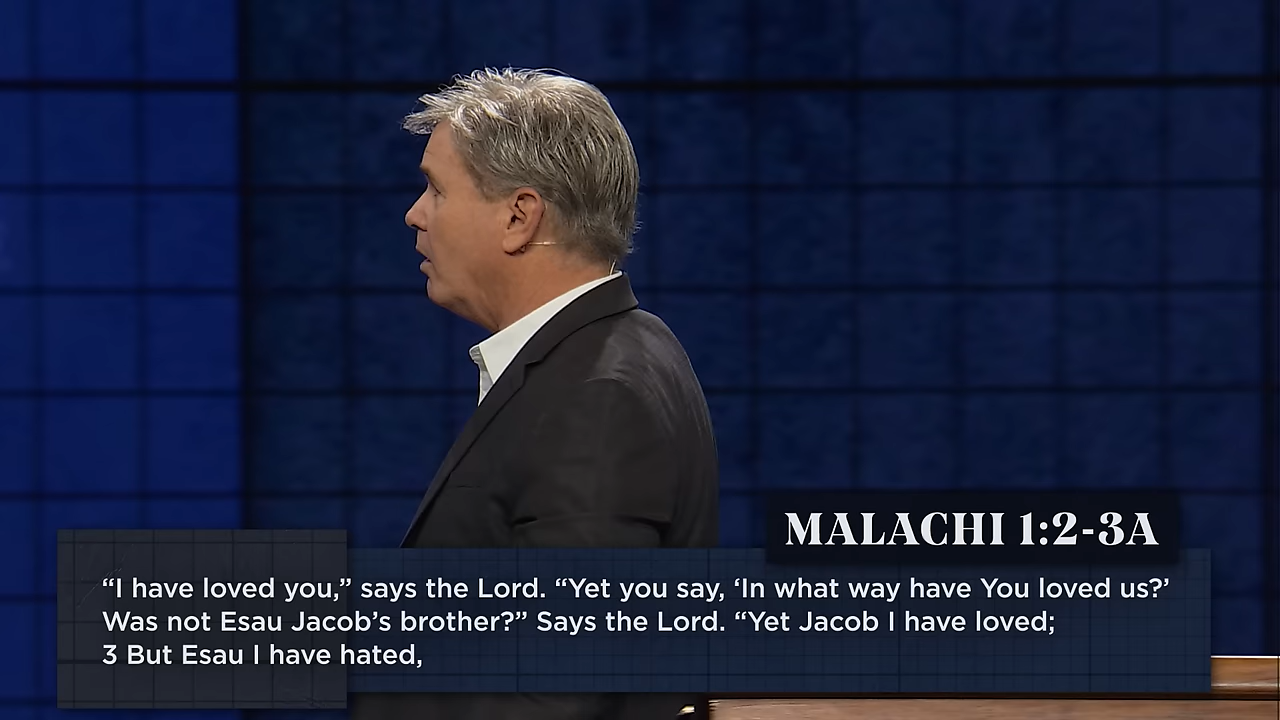 MALACHI 1:2-3A
“I have loved you,” says the Lord. “Yet you say, ‘In what way have You loved us?’
Was not Esau Jacob’s brother?” Says the Lord. “Yet Jacob I have loved;
3 But Esau I have hated,